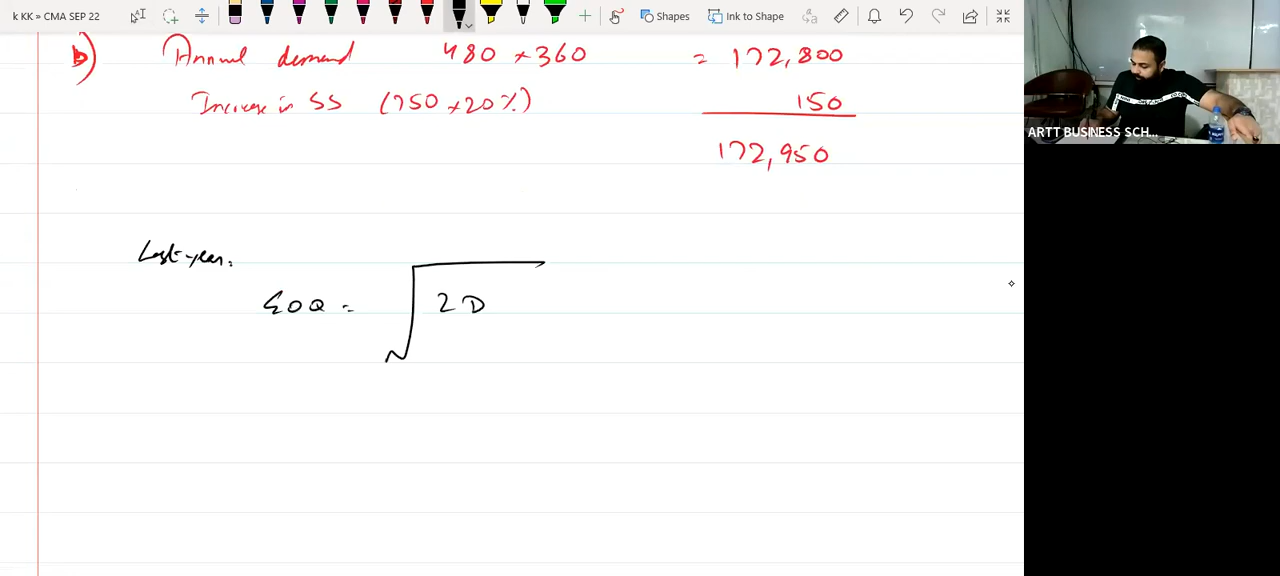 k KK » CMA SEP 22
Shapes
Ink to Shape
b) Annual demand 480 × 360 = 172,800
Increase in SS (750 × 20%) 150
172,950
ARTT BUSINESS SCH...
Last year.
EOQ = √2D